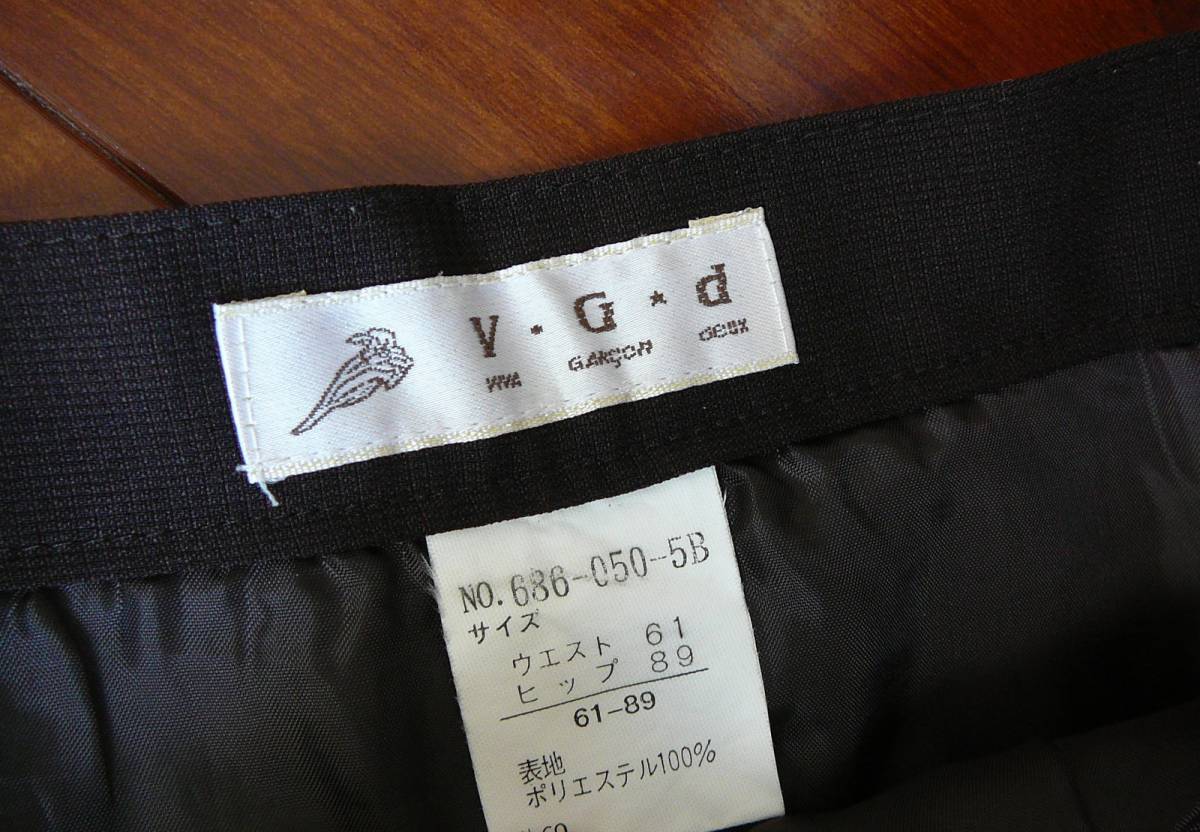 V・G★d
VIVA GARÇON DEUX
NO. 686-050-5B
サイズ
ウエスト 61
ヒップ 89
61-89
表地
ポリエステル100%